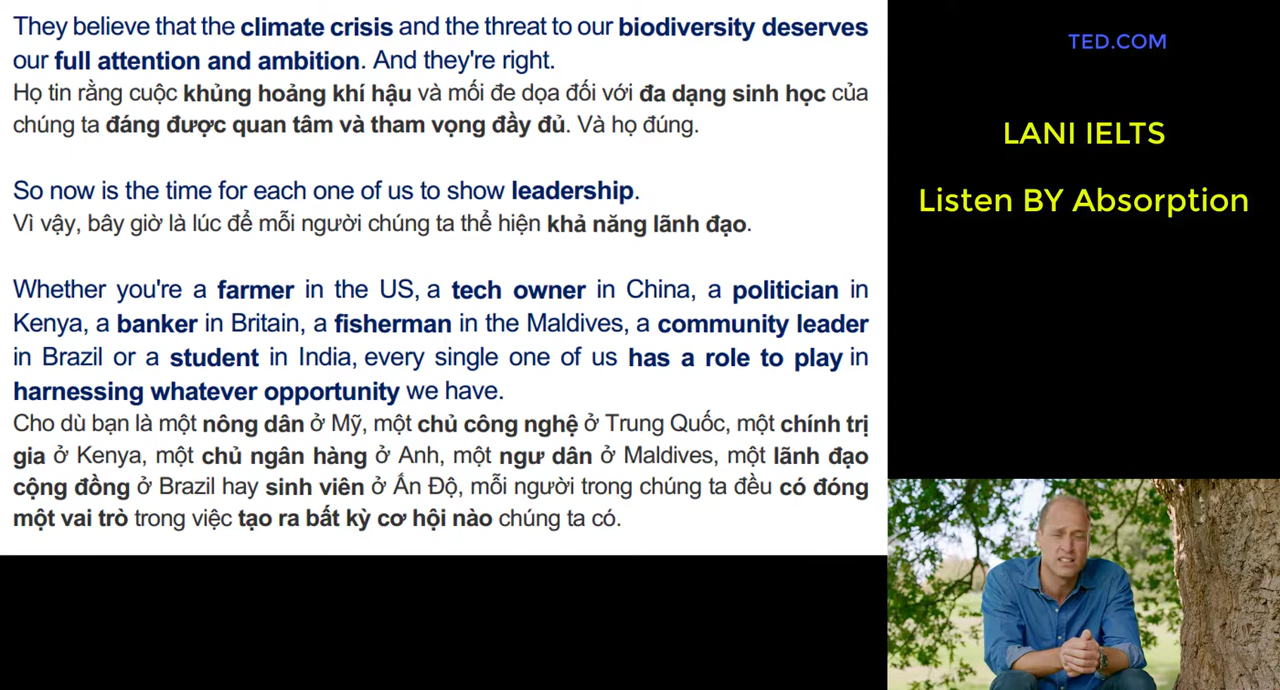 They believe that the climate crisis and the threat to our biodiversity deserves
our full attention and ambition. And they're right.
Họ tin rằng cuộc khủng hoảng khí hậu và mối đe dọa đối với đa dạng sinh học của
chúng ta đáng được quan tâm và tham vọng đầy đủ. Và họ đúng.
So now is the time for each one of us to show leadership.
Vì vậy, bây giờ là lúc để mỗi người chúng ta thể hiện khả năng lãnh đạo.
Whether you're a farmer in the US, a tech owner in China, a politician in
Kenya, a banker in Britain, a fisherman in the Maldives, a community leader
in Brazil or a student in India, every single one of us has a role to play in
harnessing whatever opportunity we have.
Cho dù bạn là một nông dân ở Mỹ, một chủ công nghệ ở Trung Quốc, một chính trị
gia ở Kenya, một chủ ngân hàng ở Anh, một ngư dân ở Maldives, một lãnh đạo
cộng đồng ở Brazil hay sinh viên ở Ấn Độ, mỗi người trong chúng ta đều có đóng
một vai trò trong việc tạo ra bất kỳ cơ hội nào chúng ta có.
TED.COM
LANI IELTS
Listen BY Absorption